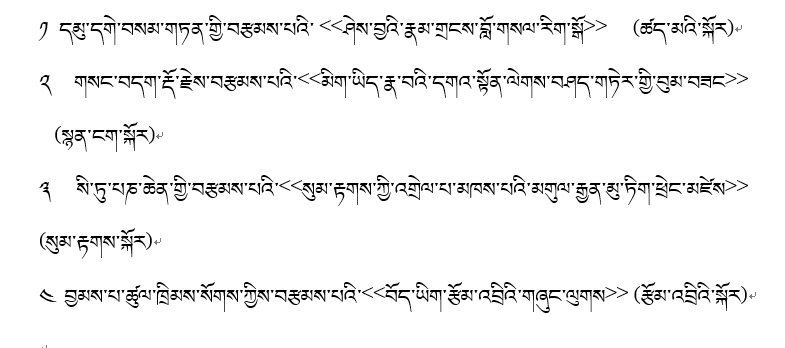 ༡ དམུ་དགེ་བསམ་གཏན་གྱི་བརྩམས་པའི་ <<ཤེས་བྱའི་རྣམ་གྲངས་བློ་གསལ་རིག་སྒོ>> (ཚད་མའི་སྐོར)
༢ གསང་བདག་རྡོ་རྗེས་བརྩམས་པའི་<<མིག་ཡིད་རྣ་བའི་དགའ་སྟོན་ལེགས་བཤད་གཏེར་གྱི་བུམ་བཟང>>
(སྙན་ངག་སྐོར)
༣ སི་ཏུ་པཎ་ཆེན་གྱི་བརྩམས་པའི་<<སུམ་རྟགས་ཀྱི་འགྲེལ་པ་མཁས་པའི་མགུལ་རྒྱན་མུ་ཏིག་ཕྲེང་མཛེས>>
(སུམ་རྟགས་སྐོར)
༤ བྱམས་པ་ཚུལ་ཁྲིམས་སོགས་ཀྱིས་བརྩམས་པའི་<<བོད་ཡིག་རྩོམ་འབྲིའི་གཞུང་ལུགས>> (རྩོམ་འབྲིའི་སྐོར)